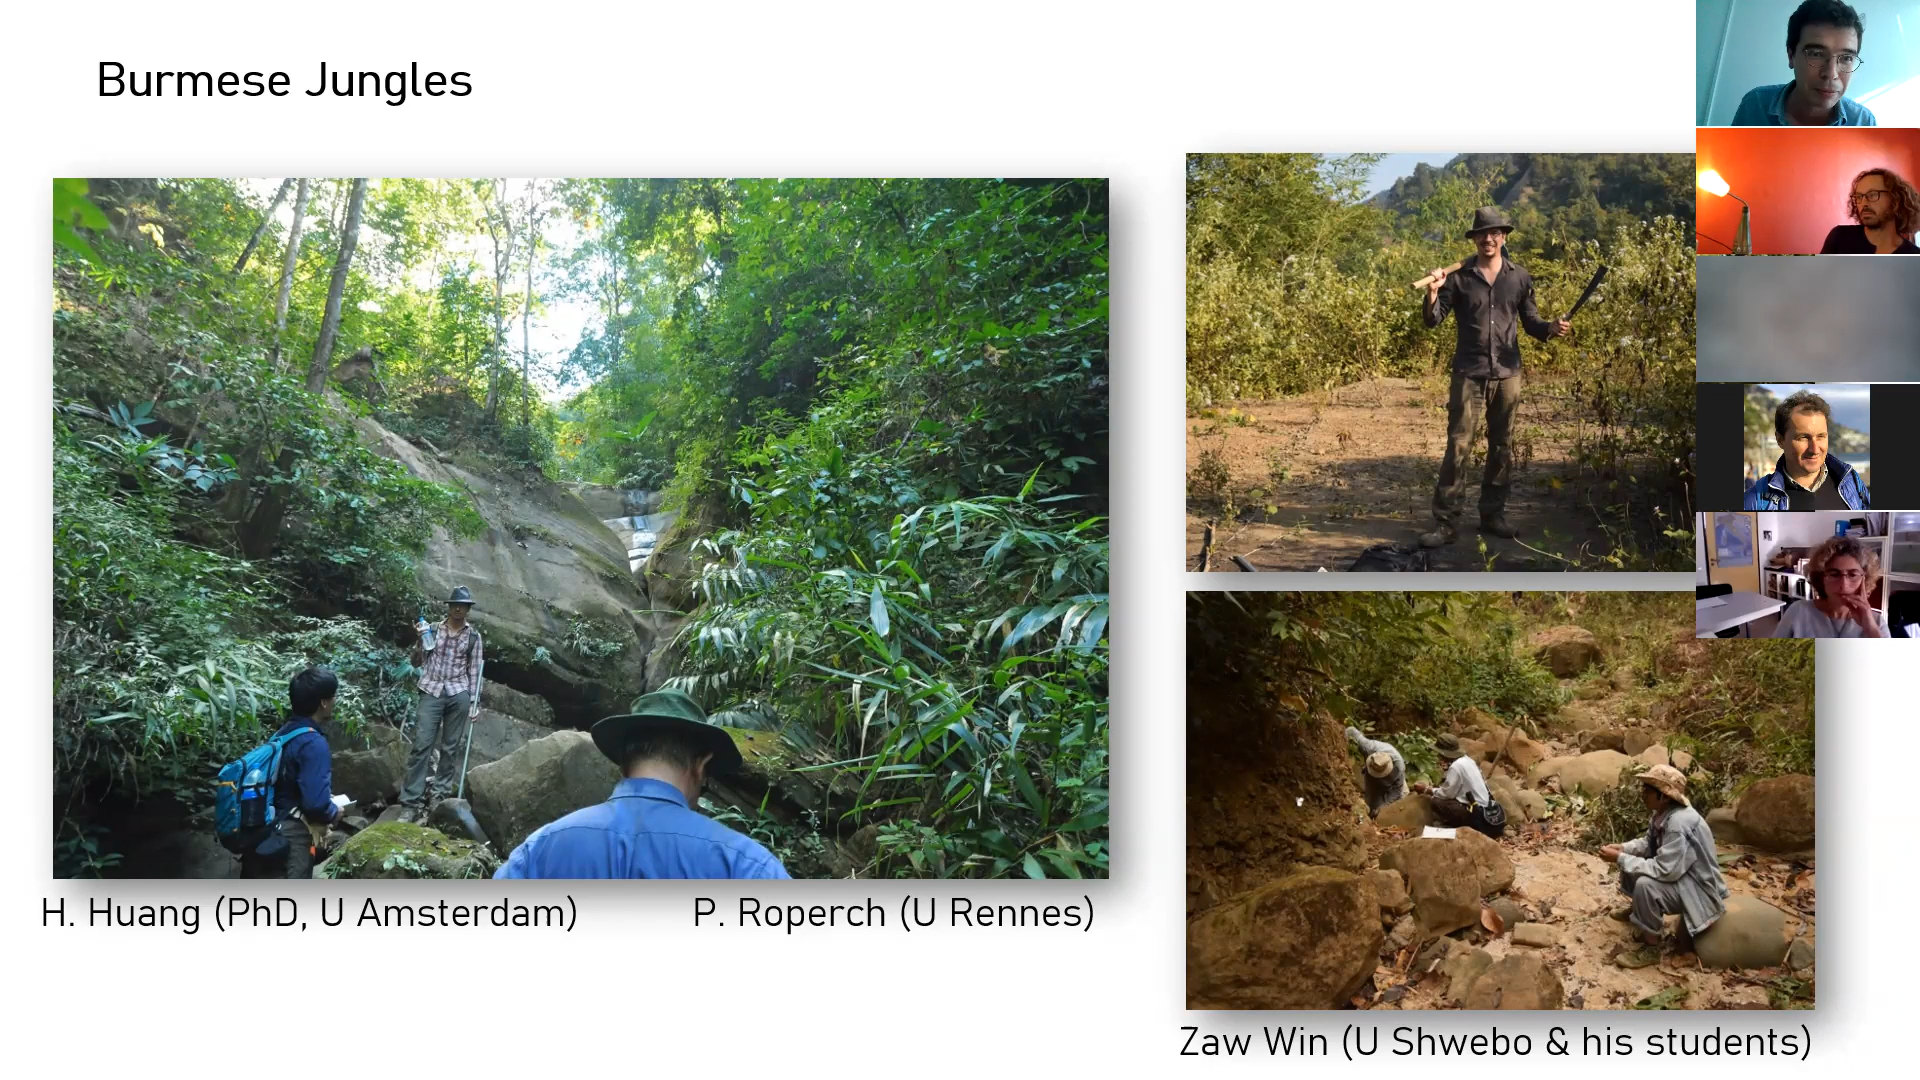 Burmese Jungles
H. Huang (PhD, U Amsterdam)
P. Roperch (U Rennes)
Zaw Win (U Shwebo & his students)